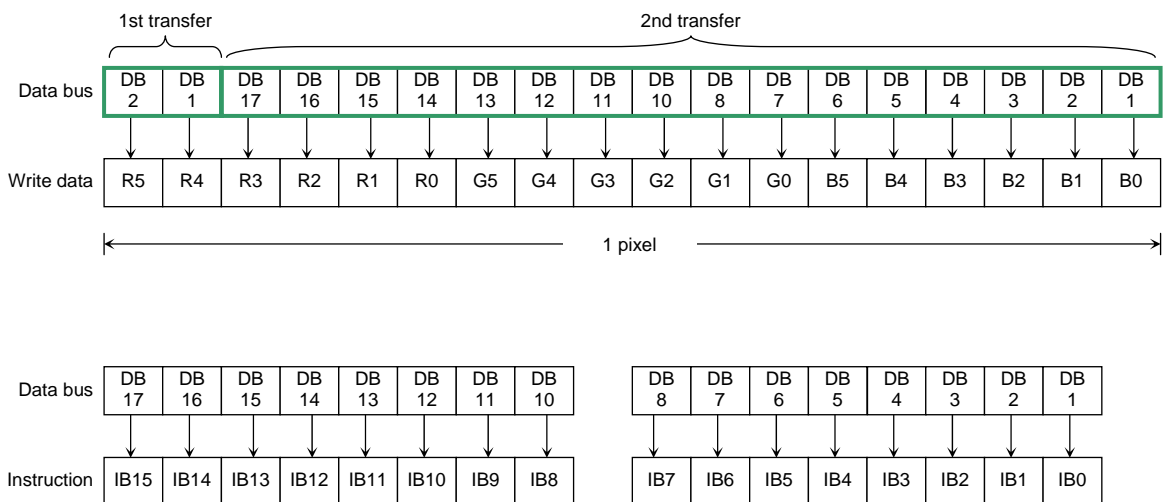 1st transfer 2nd transfer
Data bus DB 2 DB 1 DB 17 DB 16 DB 15 DB 14 DB 13 DB 12 DB 11 DB 10 DB 8 DB 7 DB 6 DB 5 DB 4 DB 3 DB 2 DB 1
Write data R5 R4 R3 R2 R1 R0 G5 G4 G3 G2 G1 G0 B5 B4 B3 B2 B1 B0
1 pixel
Data bus DB 17 DB 16 DB 15 DB 14 DB 13 DB 12 DB 11 DB 10 DB 8 DB 7 DB 6 DB 5 DB 4 DB 3 DB 2 DB 1
Instruction IB15 IB14 IB13 IB12 IB11 IB10 IB9 IB8 IB7 IB6 IB5 IB4 IB3 IB2 IB1 IB0